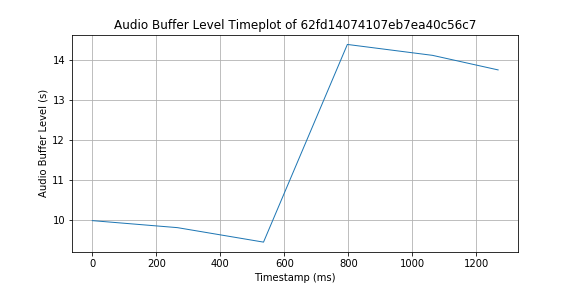 Audio Buffer Level Timeplot of 62fd14074107eb7ea40c56c7
Audio Buffer Level (s)
14
13
12
11
10
0 200 400 600 800 1000 1200
Timestamp (ms)